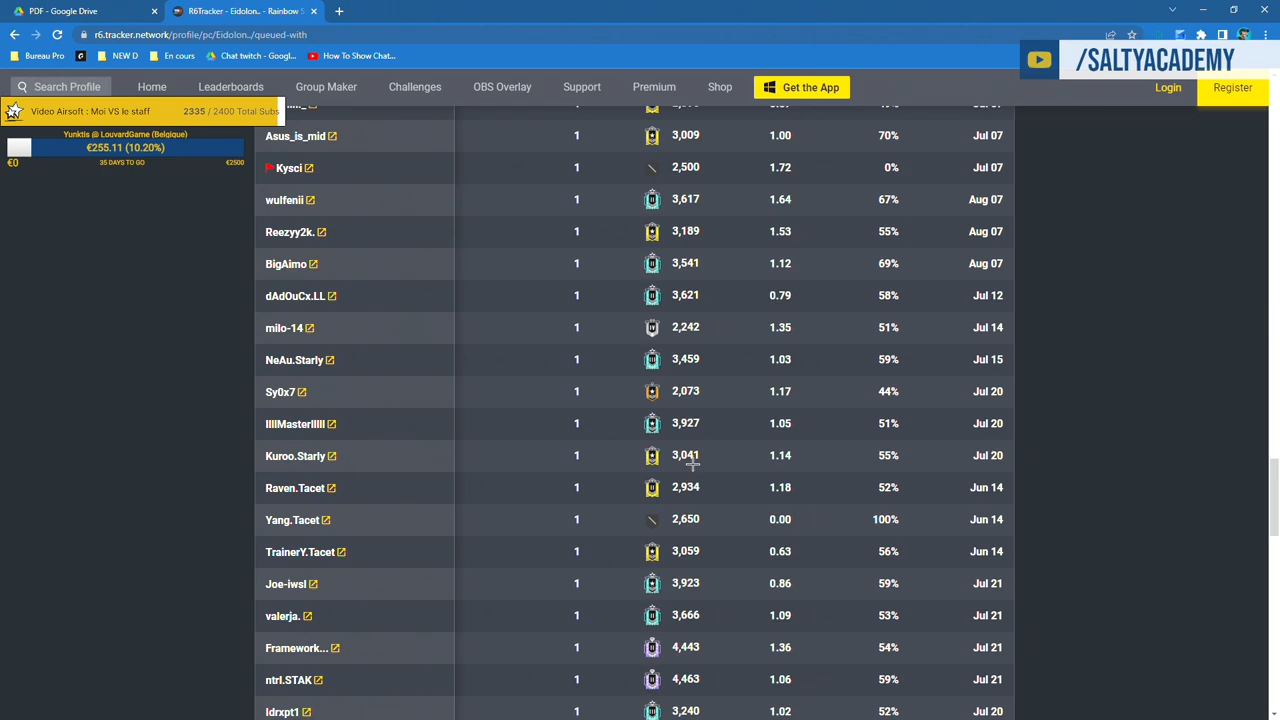 PDF - Google Drive
R6Tracker - Eidolon.. - Rainbow S
r6.tracker.network/profile/pc/Eidolon../queued-with
Bureau Pro
NEW D
En cours
Chat twitch - Googl...
How To Show Chat...
/SALTYACADEMY
Search Profile
Home
Leaderboards
Group Maker
Challenges
OBS Overlay
Support
Premium
Shop
Get the App
Login
Register
Video Airsoft : Moi VS le staff 2335 / 2400 Total Subs
Yunktis @ LouvardGame (Belgique)
€255.11 (10.20%)
€0 35 DAYS TO GO €2500
Asus_is_mid 1 3,009 1.00 70% Jul 07
Kysci 1 2,500 1.72 0% Jul 07
wulfenii 1 3,617 1.64 67% Aug 07
Reezyy2k. 1 3,189 1.53 55% Aug 07
BigAimo 1 3,541 1.12 69% Aug 07
dAdOuCx.LL 1 3,621 0.79 58% Jul 12
milo-14 1 2,242 1.35 51% Jul 14
NeAu.Starly 1 3,459 1.03 59% Jul 15
Sy0x7 1 2,073 1.17 44% Jul 20
IlIlMasterIlIlI 1 3,927 1.05 51% Jul 20
Kuroo.Starly 1 3,041 1.14 55% Jul 20
Raven.Tacet 1 2,934 1.18 52% Jun 14
Yang.Tacet 1 2,650 0.00 100% Jun 14
TrainerY.Tacet 1 3,059 0.63 56% Jun 14
Joe-iwsl 1 3,923 0.86 59% Jul 21
valerja. 1 3,666 1.09 53% Jul 21
Framework... 1 4,443 1.36 54% Jul 21
ntrl.STAK 1 4,463 1.06 59% Jul 21
ldrxpt1 1 3,240 1.02 52% Jul 20